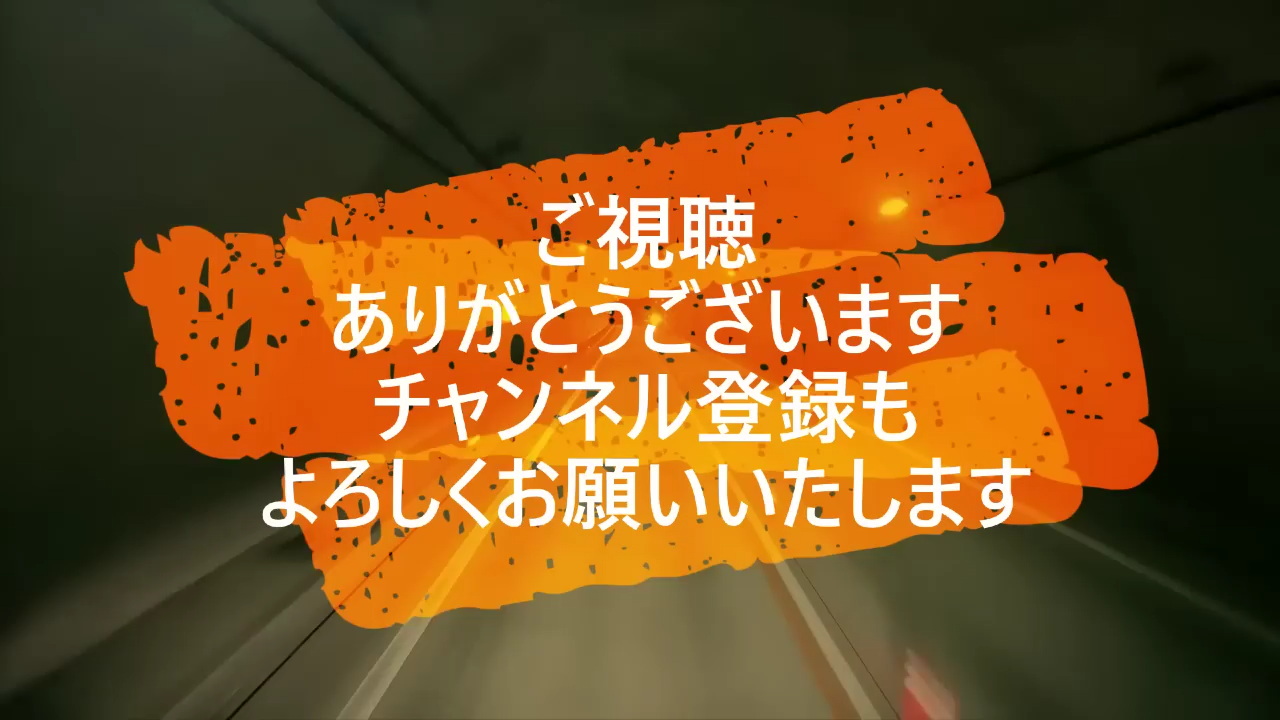 ご視聴
ありがとうございます
チャンネル登録も
よろしくお願いいたします